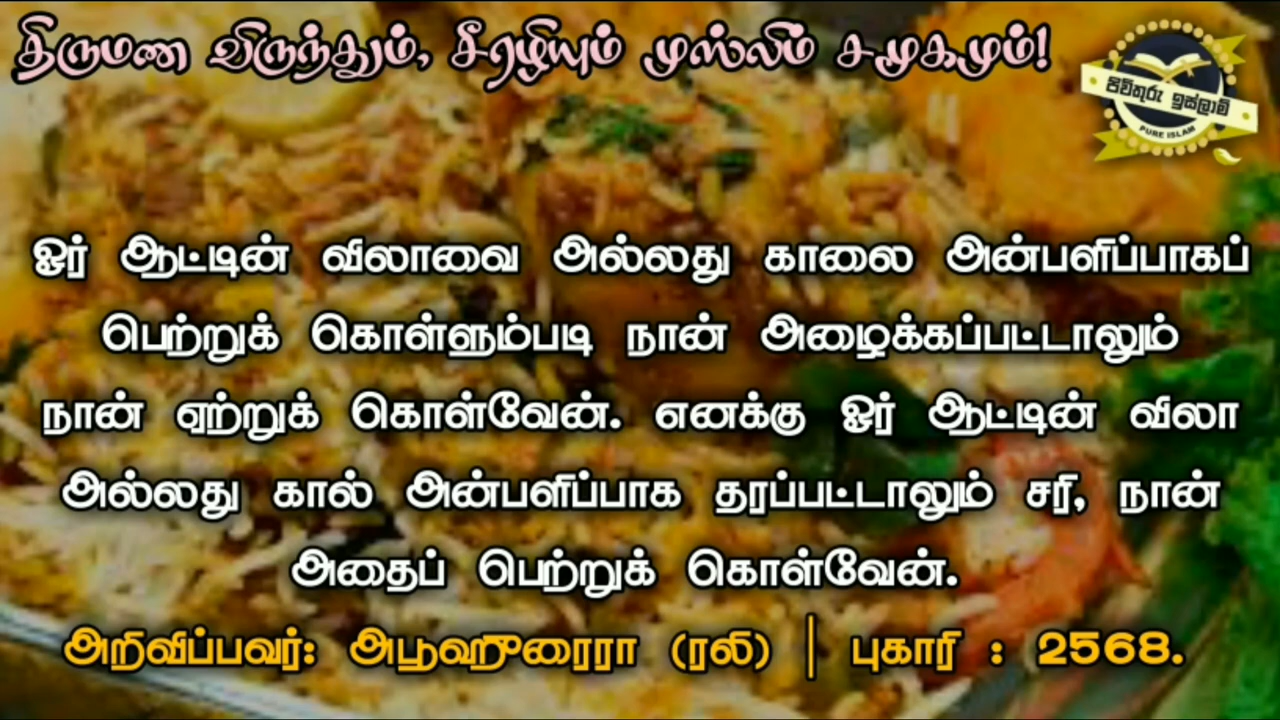 திருமண விருந்தும், சீரழியும் முஸ்லிம் சமுகமும்!
පිවිතුරු ඉස්ලාම්
PURE ISLAM
ஓர் ஆட்டின் விலாவை அல்லது காலை அன்பளிப்பாகப்
பெற்றுக் கொள்ளும்படி நான் அழைக்கப்பட்டாலும்
நான் ஏற்றுக் கொள்வேன். எனக்கு ஓர் ஆட்டின் விலா
அல்லது கால் அன்பளிப்பாக தரப்பட்டாலும் சரி, நான்
அதைப் பெற்றுக் கொள்வேன்.
அறிவிப்பவர்: அபூஹுரைரா (ரலி) | புகாரி : 2568.